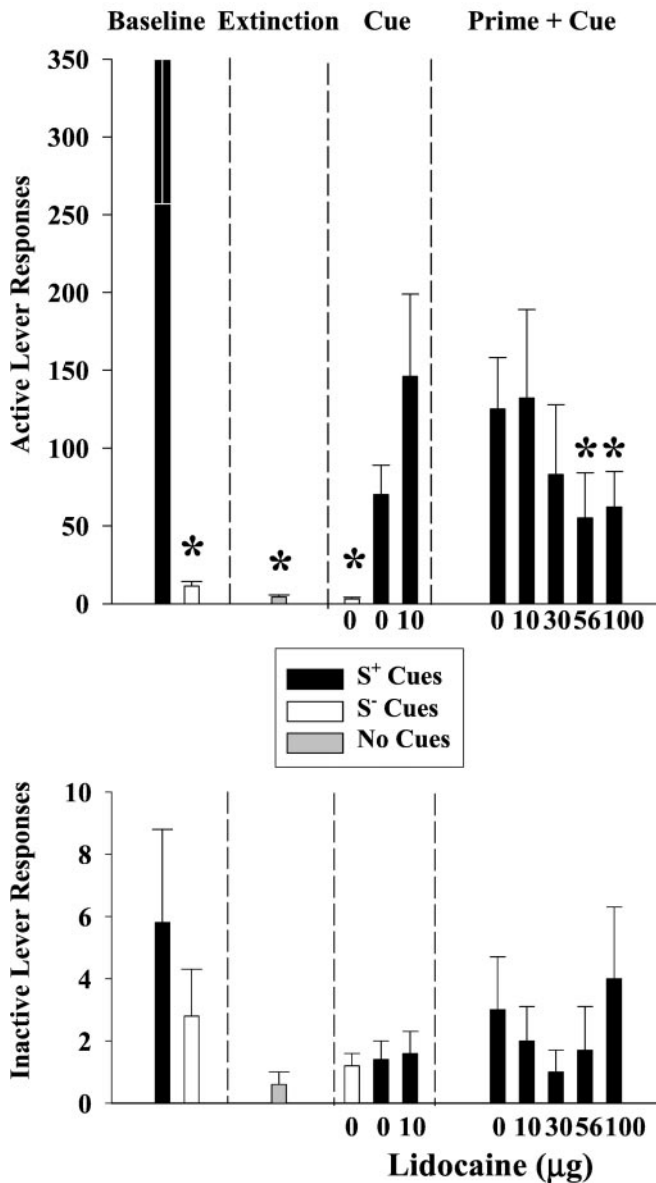 Baseline Extinction Cue Prime + Cue
Active Lever Responses
350
300
250
200
150
100
50
0
* * * * *
0 0 10 0 10 30 56 100
S+ Cues
S- Cues
No Cues
Inactive Lever Responses
10
8
6
4
2
0
0 0 10 0 10 30 56 100
Lidocaine (μg)